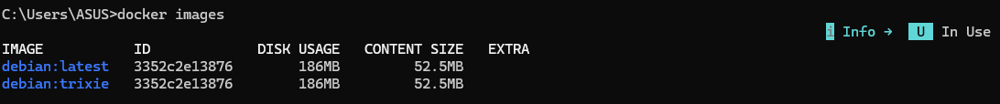 C:\Users\ASUS>docker images
i Info → U In Use
IMAGE ID DISK USAGE CONTENT SIZE EXTRA
debian:latest 3352c2e13876 186MB 52.5MB
debian:trixie 3352c2e13876 186MB 52.5MB